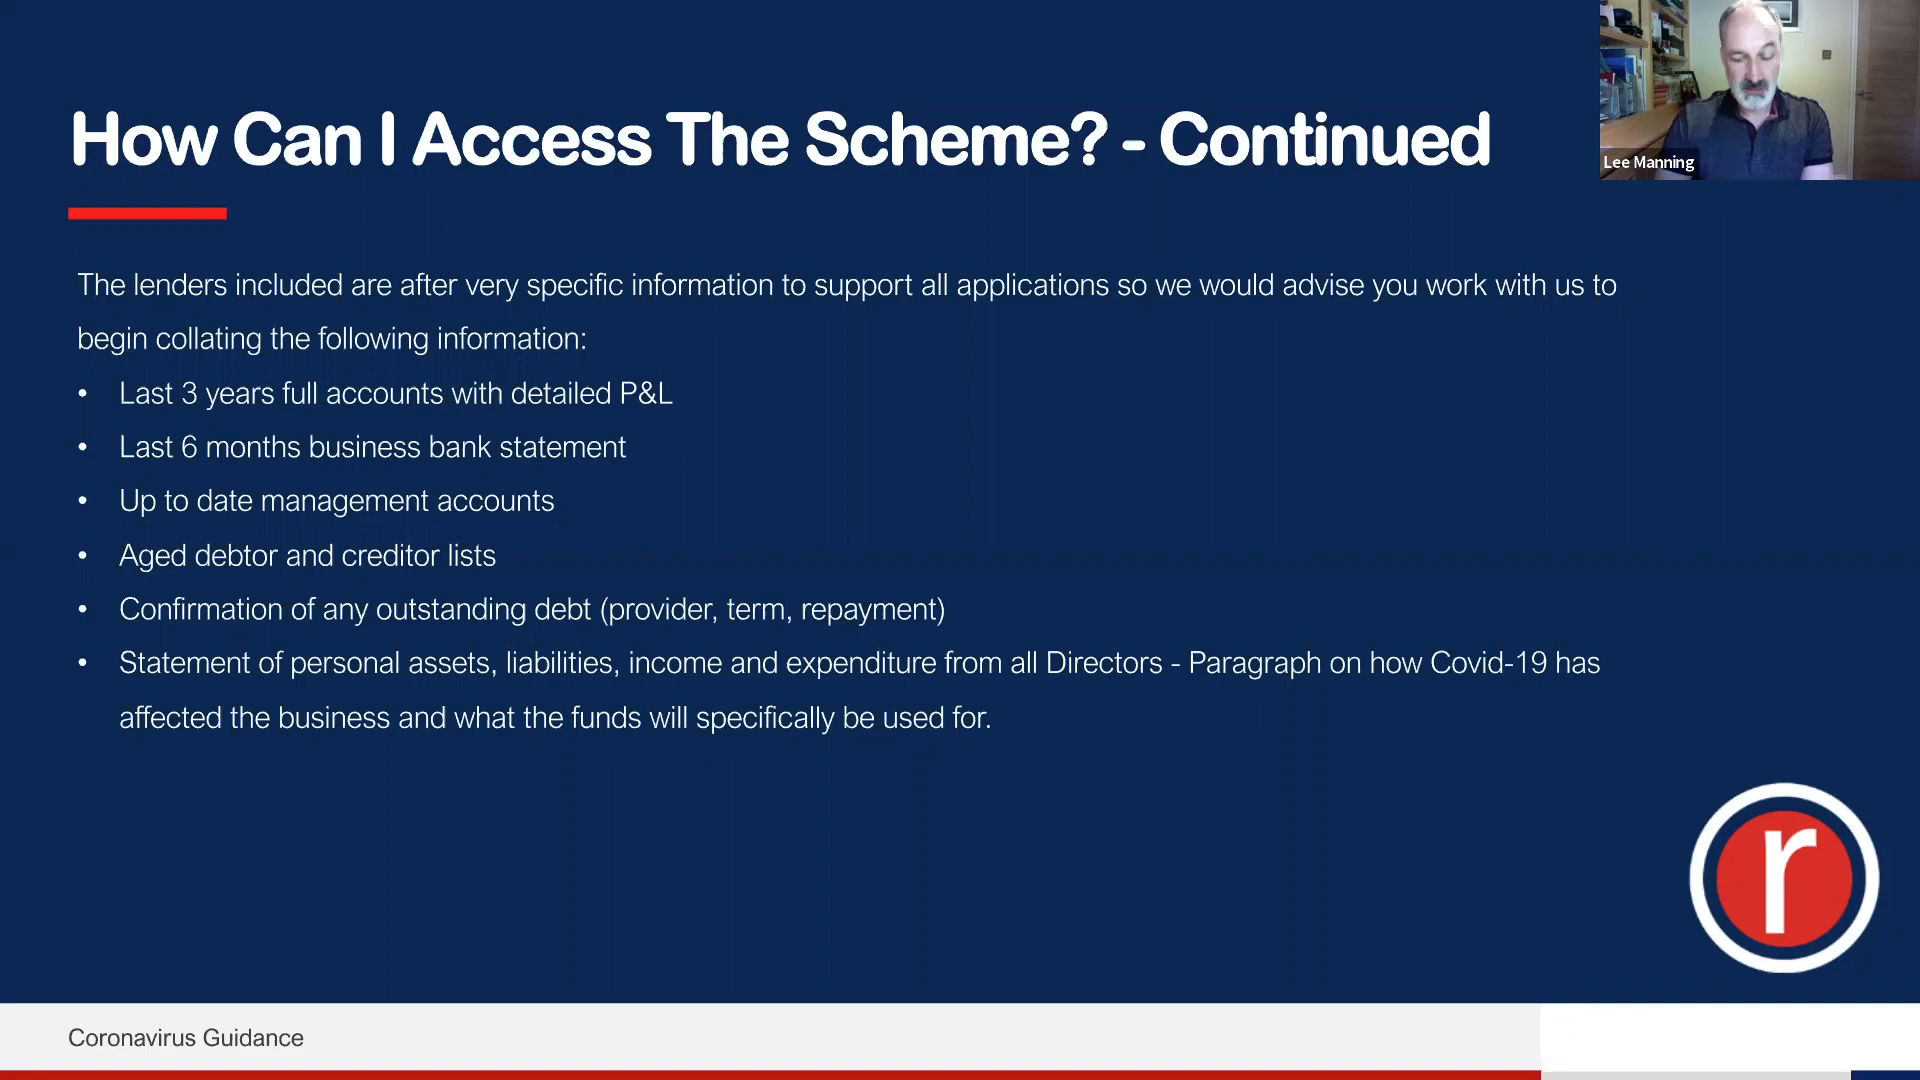 How Can I Access The Scheme? - Continued
Lee Manning
The lenders included are after very specific information to support all applications so we would advise you work with us to
begin collating the following information:
• Last 3 years full accounts with detailed P&L
• Last 6 months business bank statement
• Up to date management accounts
• Aged debtor and creditor lists
• Confirmation of any outstanding debt (provider, term, repayment)
• Statement of personal assets, liabilities, income and expenditure from all Directors - Paragraph on how Covid-19 has
affected the business and what the funds will specifically be used for.
r
Coronavirus Guidance